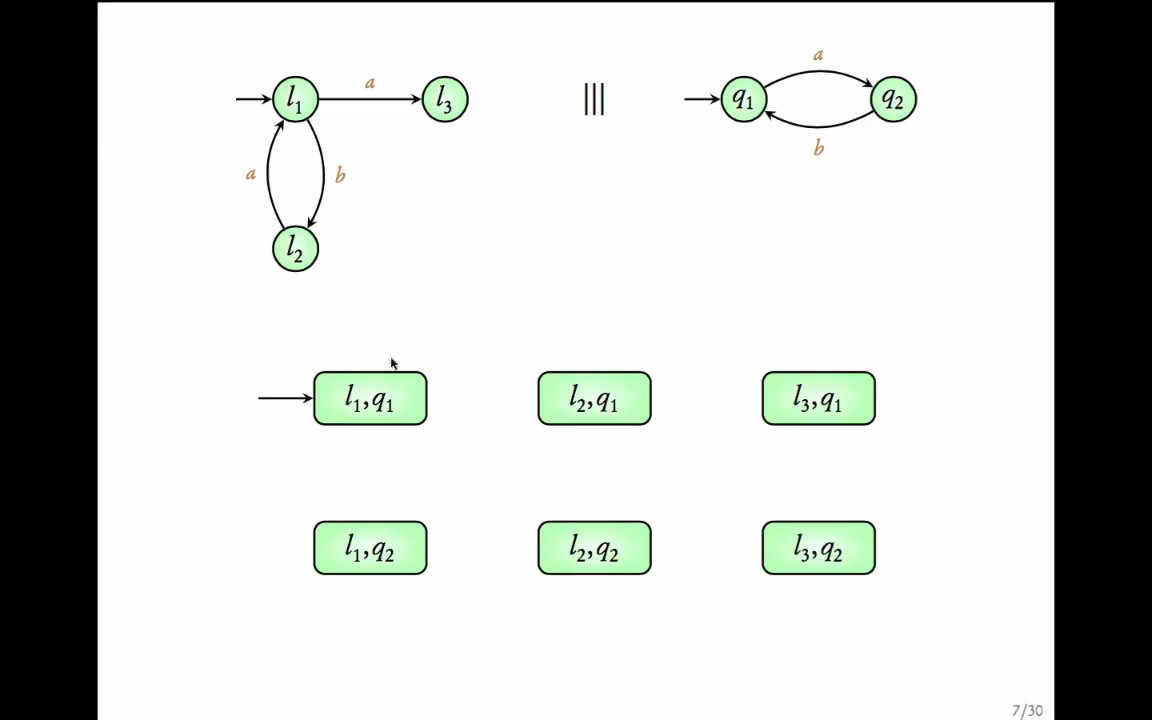 a
l1 a l3 ||| q1 q2
a b b
l2
l1,q1 l2,q1 l3,q1
l1,q2 l2,q2 l3,q2
7/30